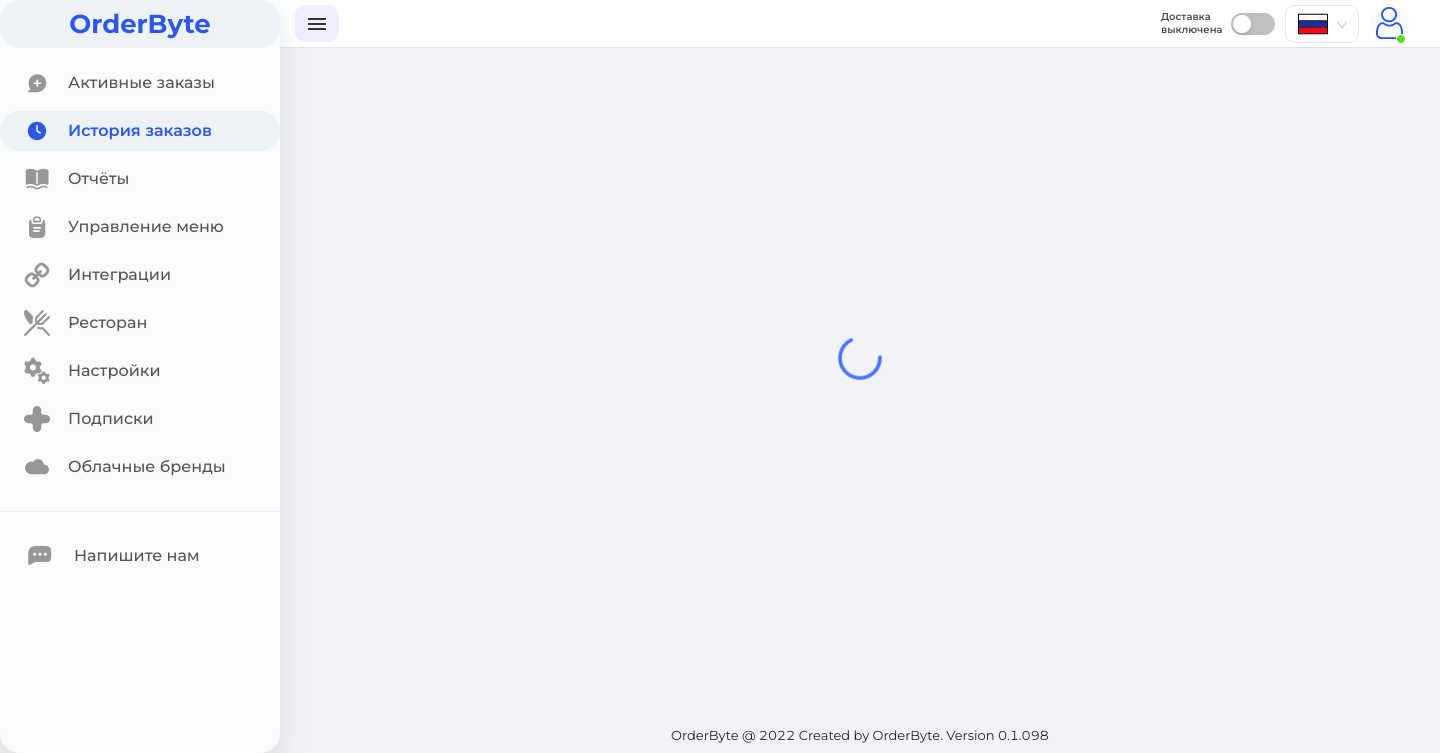 OrderByte
Доставка
выключена
Активные заказы
История заказов
Отчёты
Управление меню
Интеграции
Ресторан
Настройки
Подписки
Облачные бренды
Напишите нам
OrderByte @ 2022 Created by OrderByte. Version 0.1.098